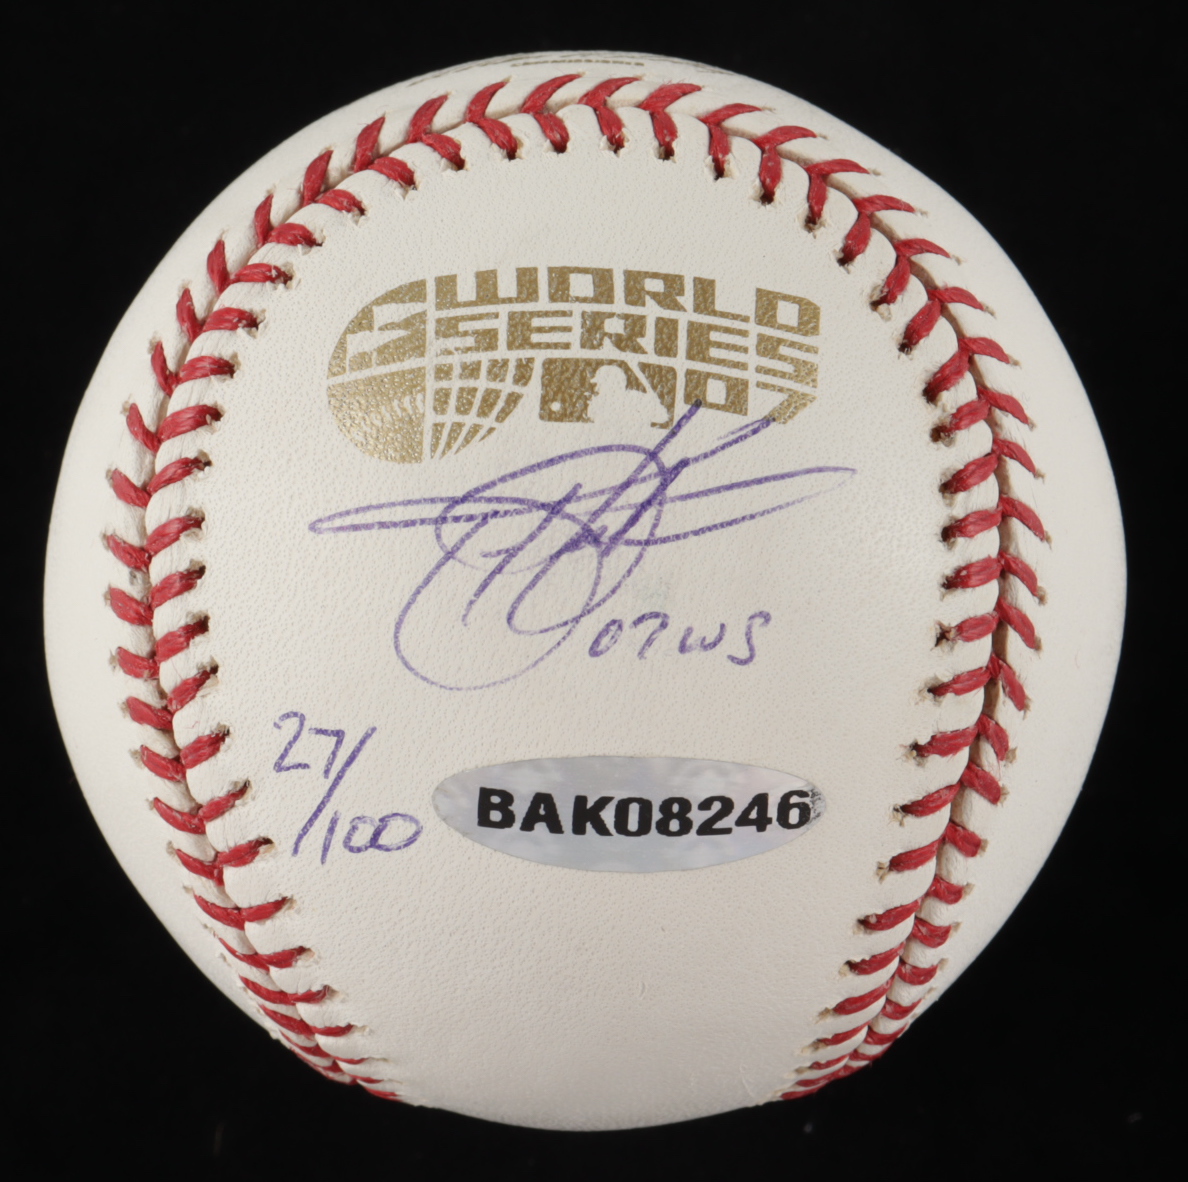 WORLD
SERIES
07
07 WS
27/100
BAK08246